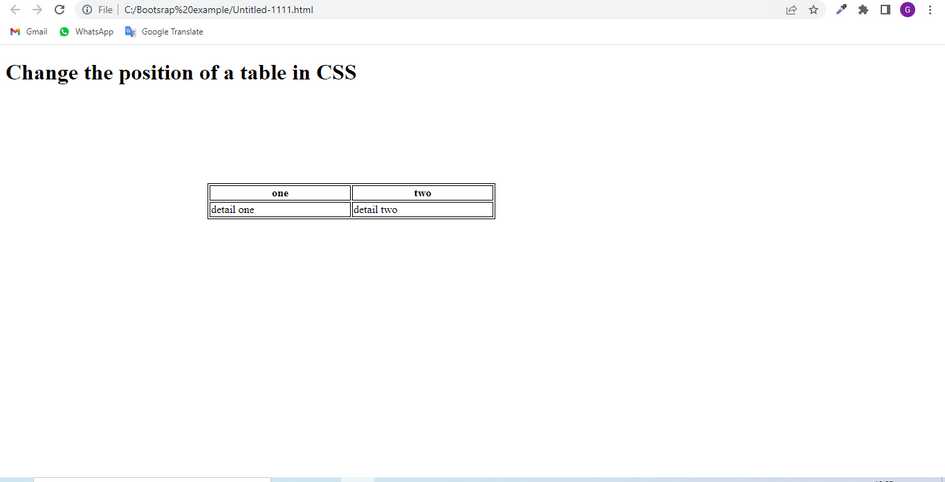 File C:/Bootsrap%20example/Untitled-1111.html G
Gmail WhatsApp Google Translate
Change the position of a table in CSS
one two
detail one detail two